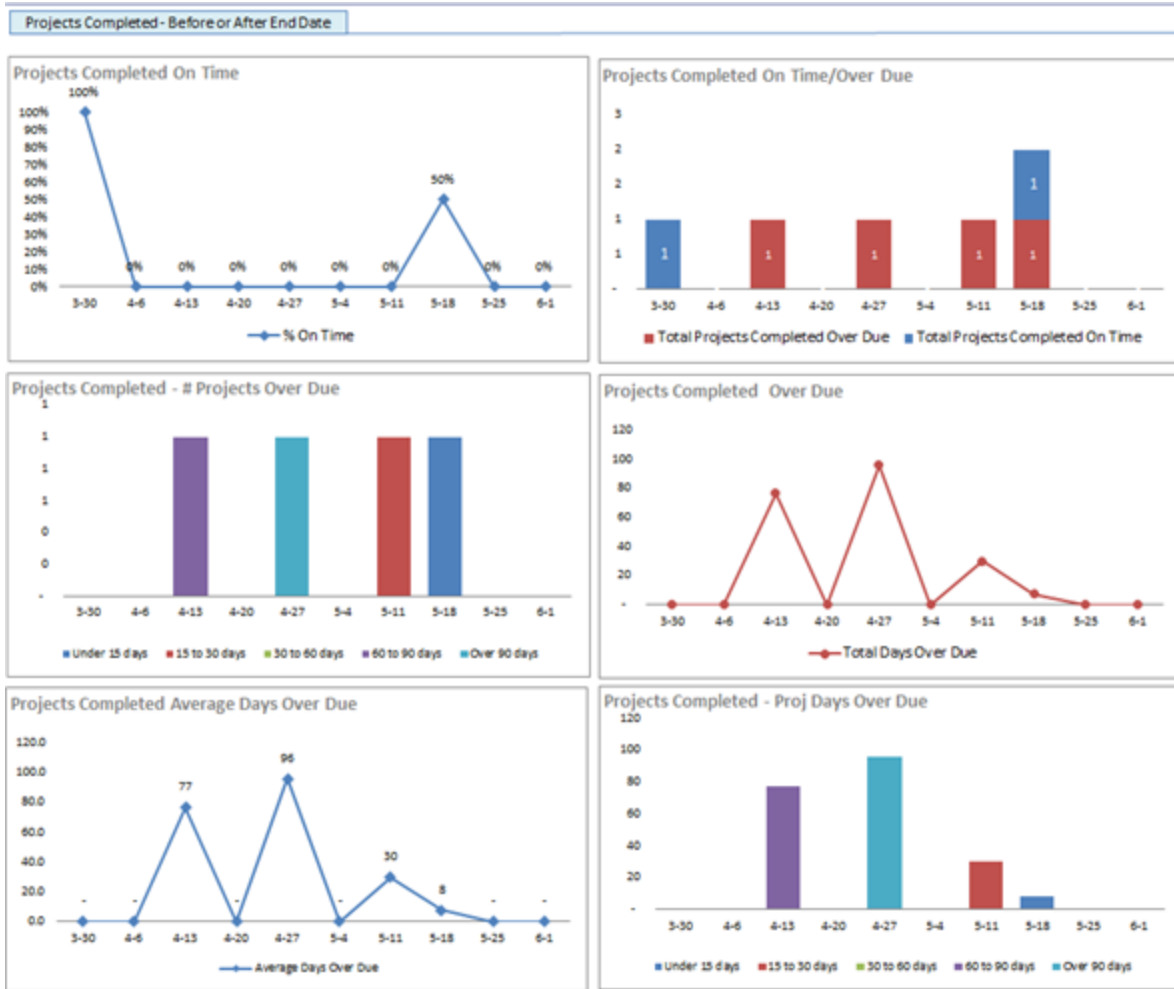 Projects Completed - Before or After End Date
Projects Completed On Time
100%
100%
90%
80%
70%
60%
50%
40%
30%
20%
10%
0%
50%
0% 0% 0% 0% 0% 0% 0% 0%
3-30 4-6 4-13 4-20 4-27 5-4 5-11 5-18 5-25 6-1
% On Time
Projects Completed On Time/Over Due
3
2
2
1
1
-
1 1 1 1 1 1
3-30 4-6 4-13 4-20 4-27 5-4 5-11 5-18 5-25 6-1
Total Projects Completed Over Due Total Projects Completed On Time
Projects Completed - # Projects Over Due
1
1
1
1
0
0
-
3-30 4-6 4-13 4-20 4-27 5-4 5-11 5-18 5-25 6-1
Under 15 days 15 to 30 days 30 to 60 days 60 to 90 days Over 90 days
Projects Completed Over Due
120
100
80
60
40
20
-
3-30 4-6 4-13 4-20 4-27 5-4 5-11 5-18 5-25 6-1
Total Days Over Due
Projects Completed Average Days Over Due
120.0
100.0
80.0
60.0
40.0
20.0
0.0
- - 77 - 96 - 30 8 - -
3-30 4-6 4-13 4-20 4-27 5-4 5-11 5-18 5-25 6-1
Average Days Over Due
Projects Completed - Proj Days Over Due
120
100
80
60
40
20
-
3-30 4-6 4-13 4-20 4-27 5-4 5-11 5-18 5-25 6-1
Under 15 days 15 to 30 days 30 to 60 days 60 to 90 days Over 90 days